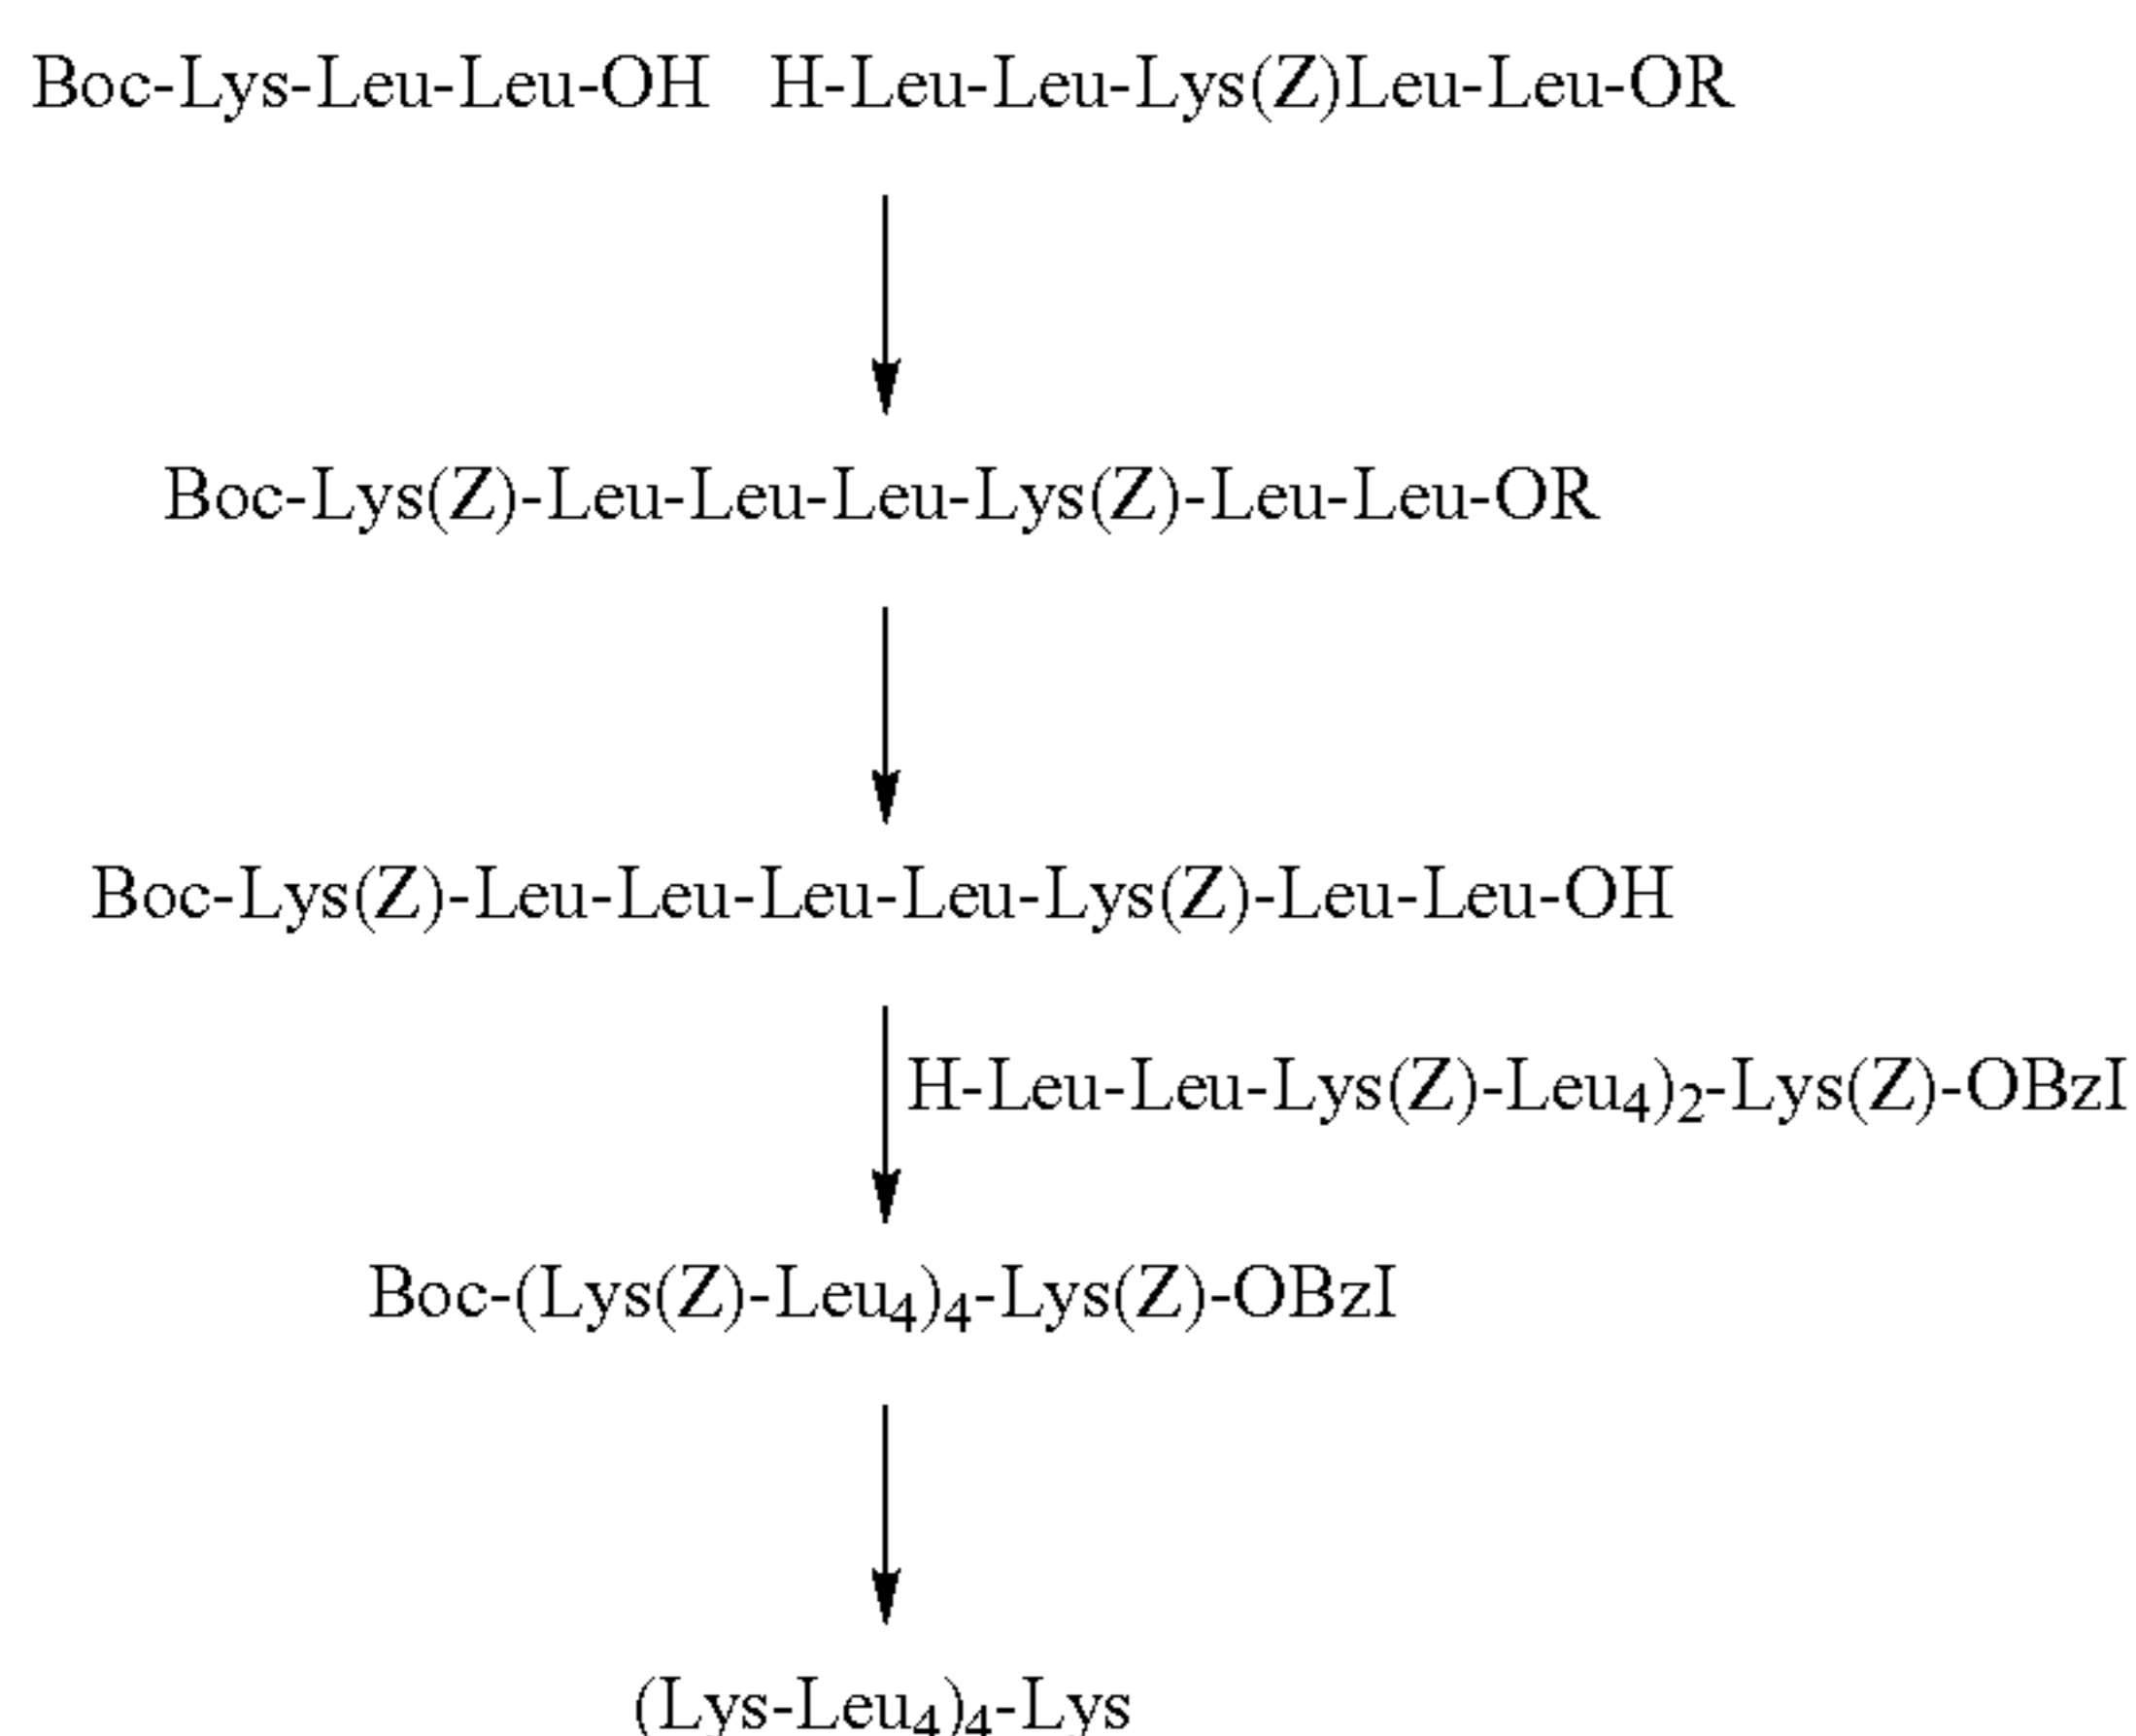 Boc-Lys-Leu-Leu-OH H-Leu-Leu-Lys(Z)Leu-Leu-OR
Boc-Lys(Z)-Leu-Leu-Leu-Lys(Z)-Leu-Leu-OR
Boc-Lys(Z)-Leu-Leu-Leu-Leu-Lys(Z)-Leu-Leu-OH
H-Leu-Leu-Lys(Z)-Leu₄)₂-Lys(Z)-OBzI
Boc-(Lys(Z)-Leu₄)₄-Lys(Z)-OBzI
(Lys-Leu₄)₄-Lys